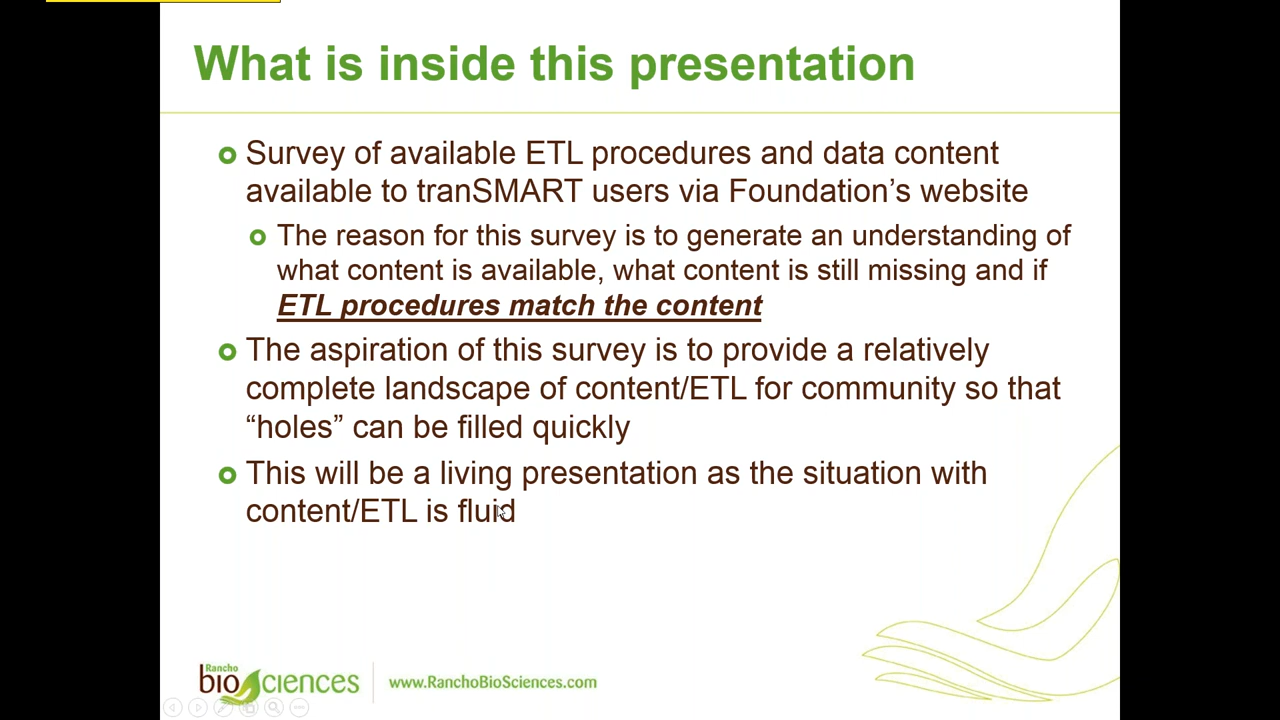 What is inside this presentation
Survey of available ETL procedures and data content
available to tranSMART users via Foundation’s website
The reason for this survey is to generate an understanding of
what content is available, what content is still missing and if
ETL procedures match the content
The aspiration of this survey is to provide a relatively
complete landscape of content/ETL for community so that
“holes” can be filled quickly
This will be a living presentation as the situation with
content/ETL is fluid
Rancho
bio sciences
www.RanchoBioSciences.com